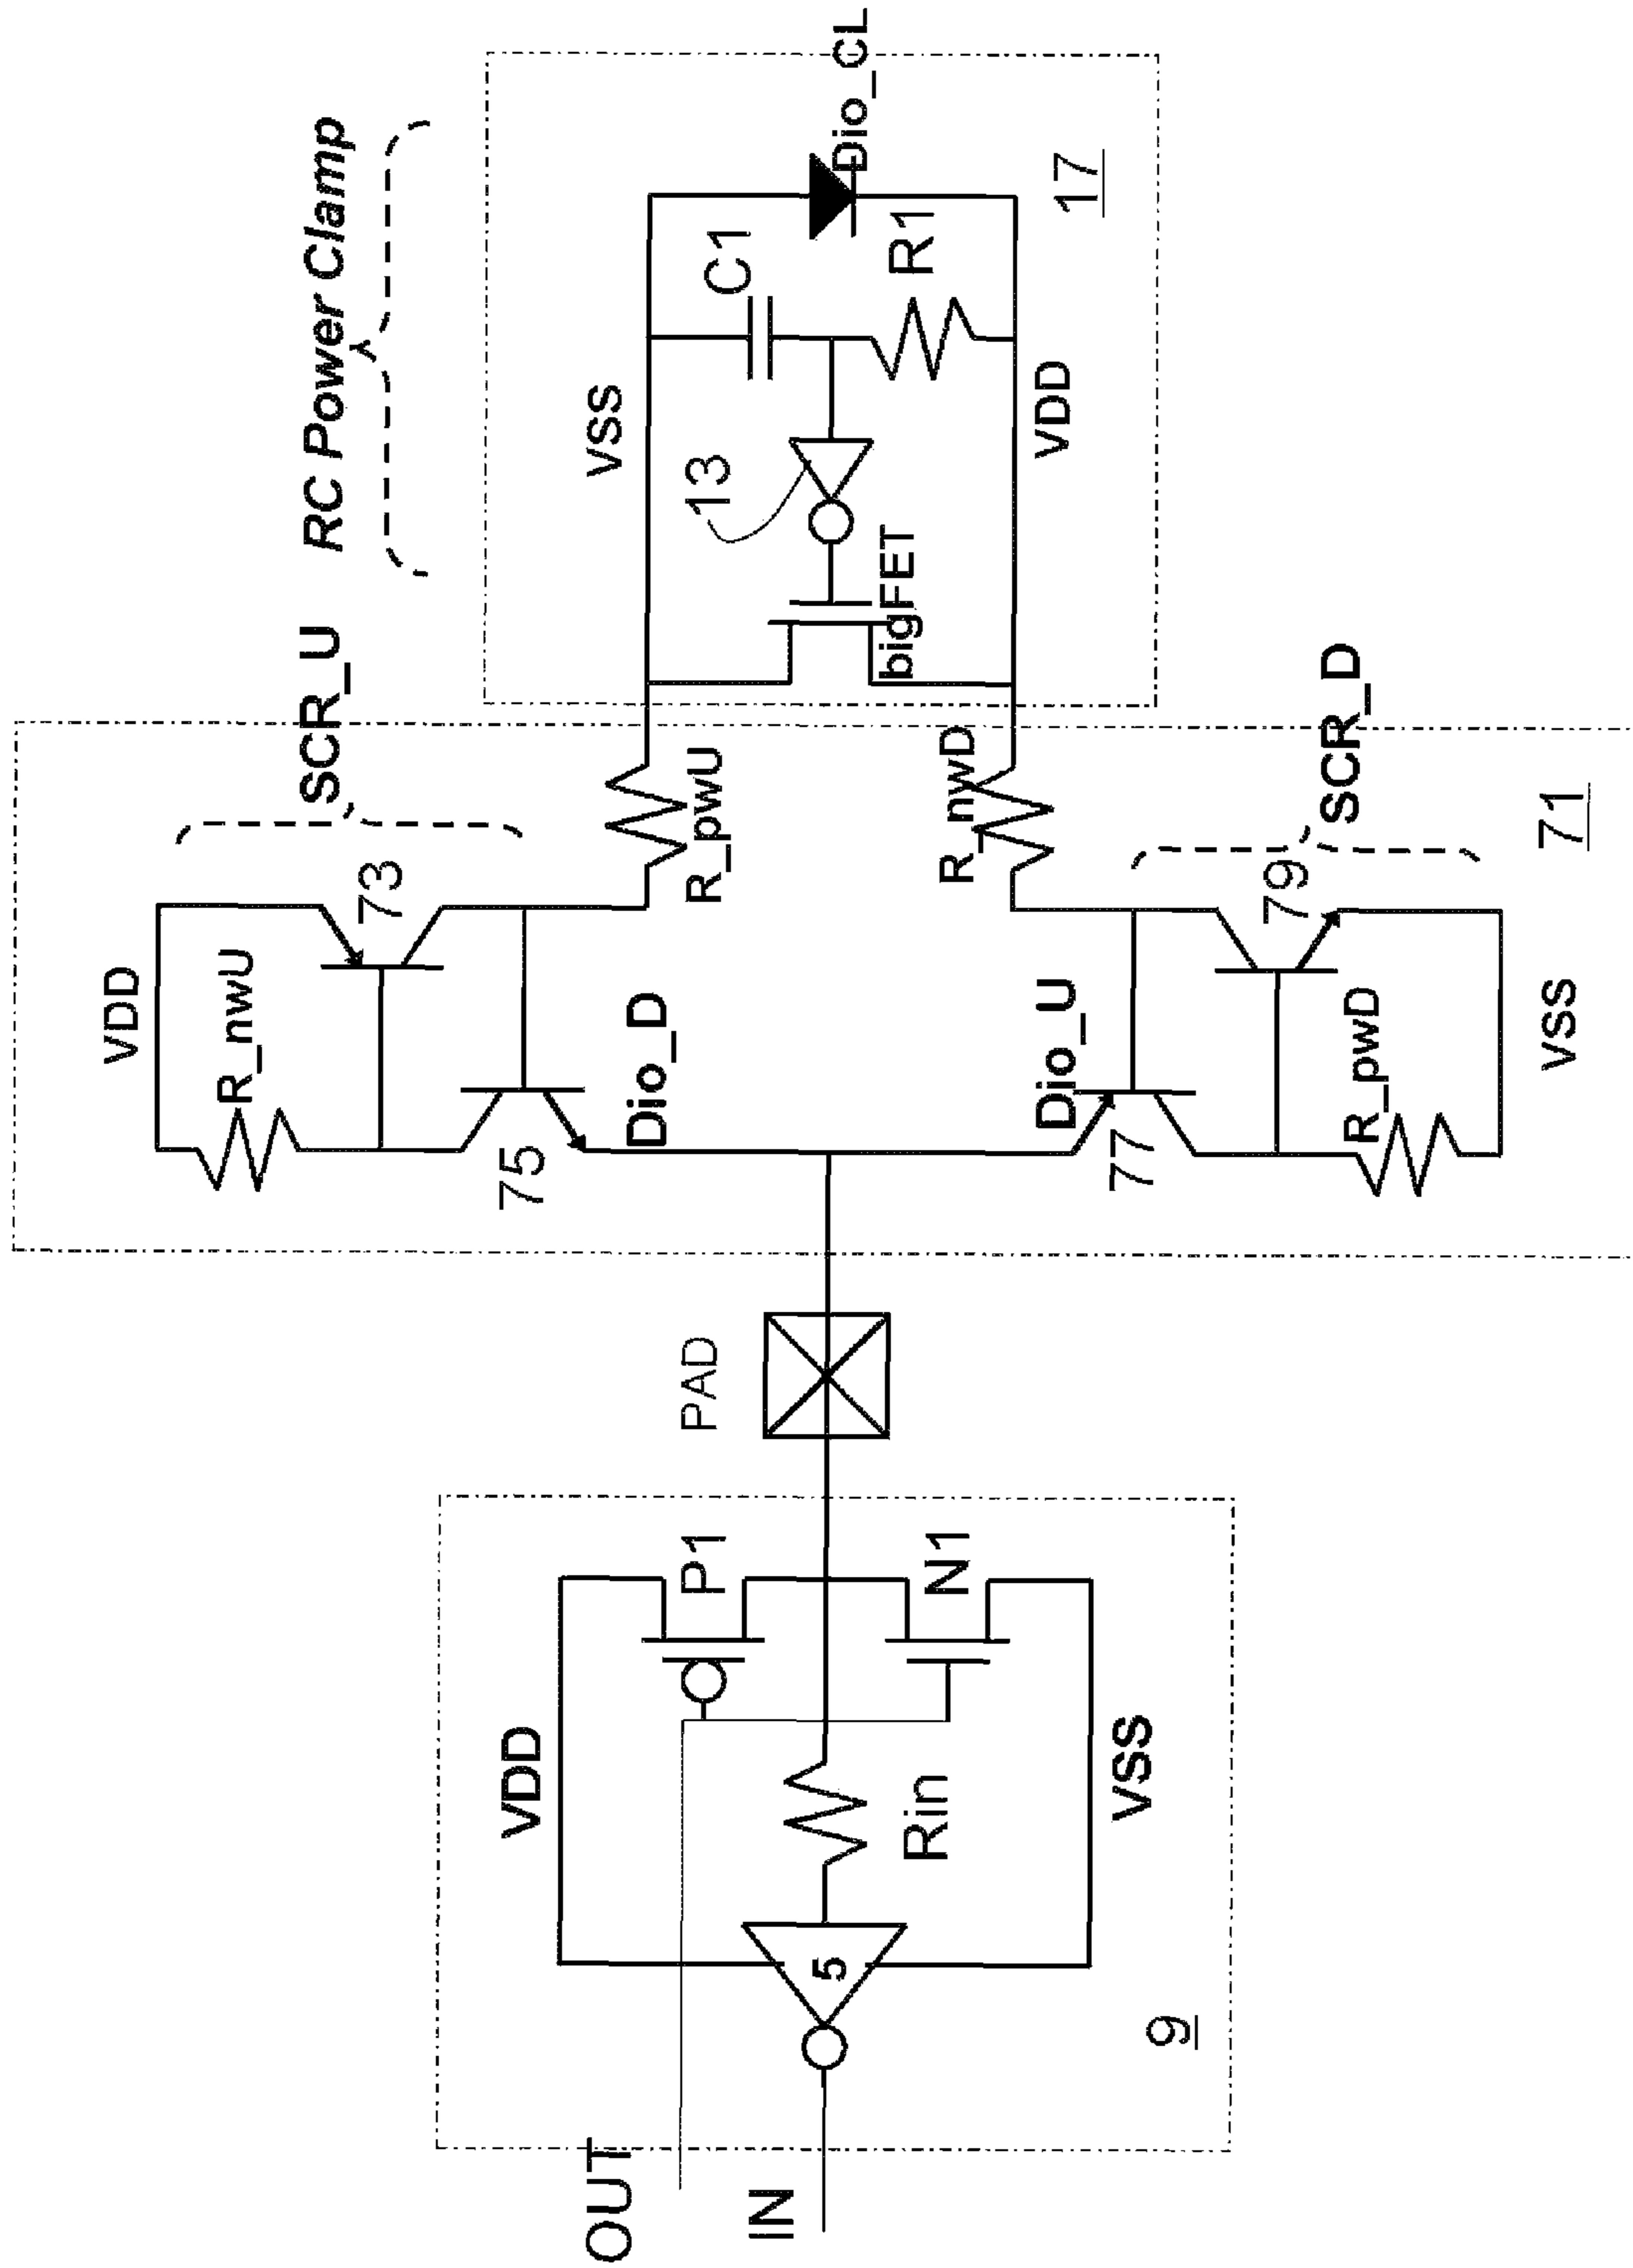 OUT
IN
9
VDD
VSS
5
Rin
P1
N1
PAD
VDD
R_nwU
73
75
Dio_D
SCR_U
R_pwU
R_nwD
Dio_U
77
79
R_pwD
VSS
SCR_D
71
RC Power Clamp
VSS
13
bigFET
C1
R1
VDD
Dio_CL
17